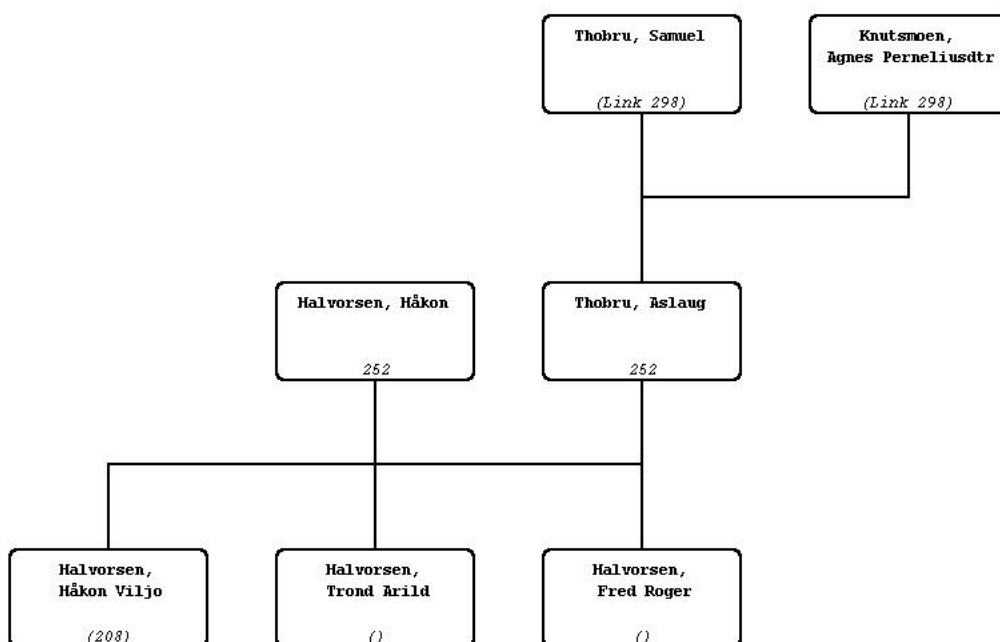 Thobru, Samuel
(Link 298)
Knutsmoen,
Agnes Perneliusdtr
(Link 298)
Halvorsen, Håkon
252
Thobru, Aslaug
252
Halvorsen,
Håkon Viljo
(208)
Halvorsen,
Trond Arild
()
Halvorsen,
Fred Roger
()